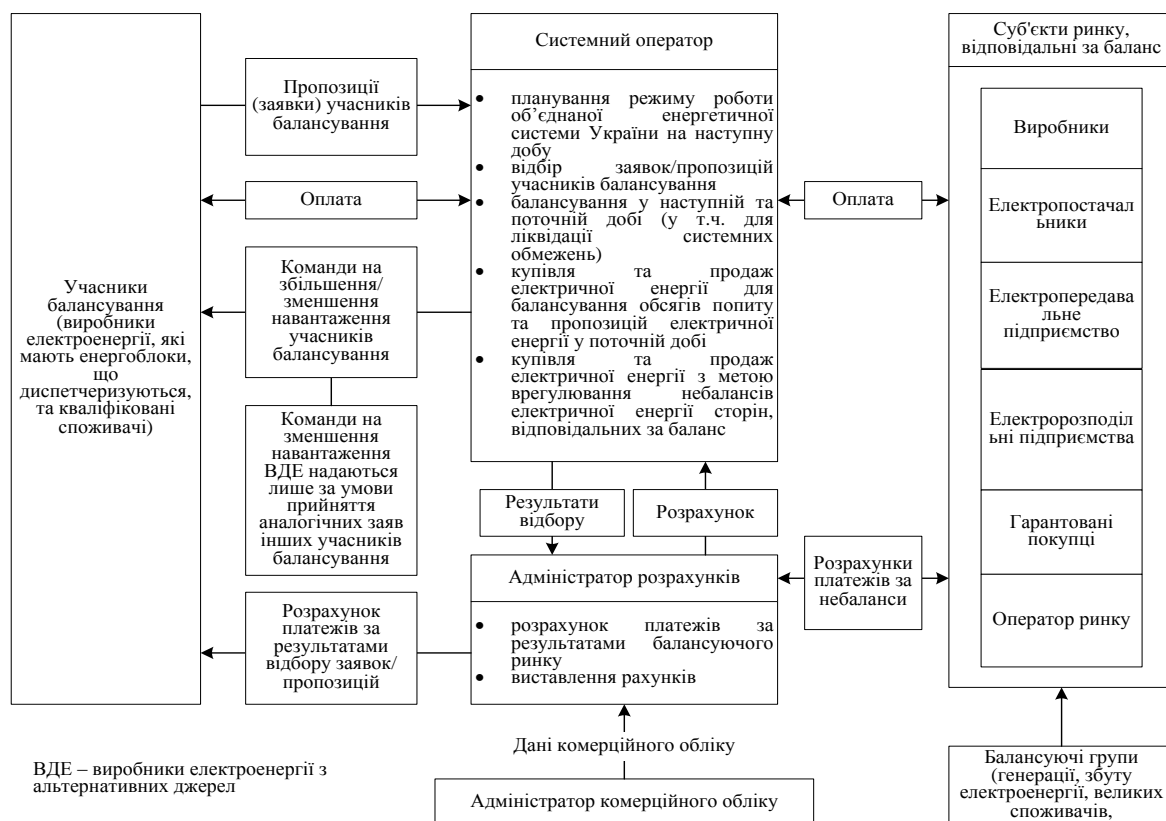 Учасники
балансування
(виробники
електроенергії, які
мають енергоблоки,
що
диспетчеризуються,
та кваліфіковані
споживачі)
Пропозиції
(заявки) учасників
балансування
Оплата
Команди на
збільшення/
зменшення
навантаження
учасників
балансування
Команди на
зменшення
навантаження
ВДЕ надаються
лише за умови
прийняття
аналогічних заяв
інших учасників
балансування
Розрахунок
платежів за
результатами
відбору заявок/
пропозицій
Системний оператор
• планування режиму роботи
об’єднаної енергетичної
системи України на наступну
добу
• відбір заявок/пропозицій
учасників балансування
• балансування у наступній та
поточній добі (у т.ч. для
ліквідації системних
обмежень)
• купівля та продаж
електричної енергії для
балансування обсягів попиту
та пропозицій електричної
енергії у поточній добі
• купівля та продаж
електричної енергії з метою
врегулювання небалансів
електричної енергії сторін,
відповідальних за баланс
Результати
відбору
Розрахунок
Адміністратор розрахунків
• розрахунок платежів за
результатами балансуючого
ринку
• виставлення рахунків
Дані комерційного обліку
Адміністратор комерційного обліку
Оплата
Розрахунки
платежів за
небаланси
Суб'єкти ринку,
відповідальні за баланс
Виробники
Електропостачал
ьники
Електропередава
льне
підприємство
Електророзподіл
ьні підприємства
Гарантовані
покупці
Оператор ринку
Балансуючі групи
(генерації, збуту
електроенергії, великих
споживачів,
ВДЕ – виробники електроенергії з
альтернативних джерел